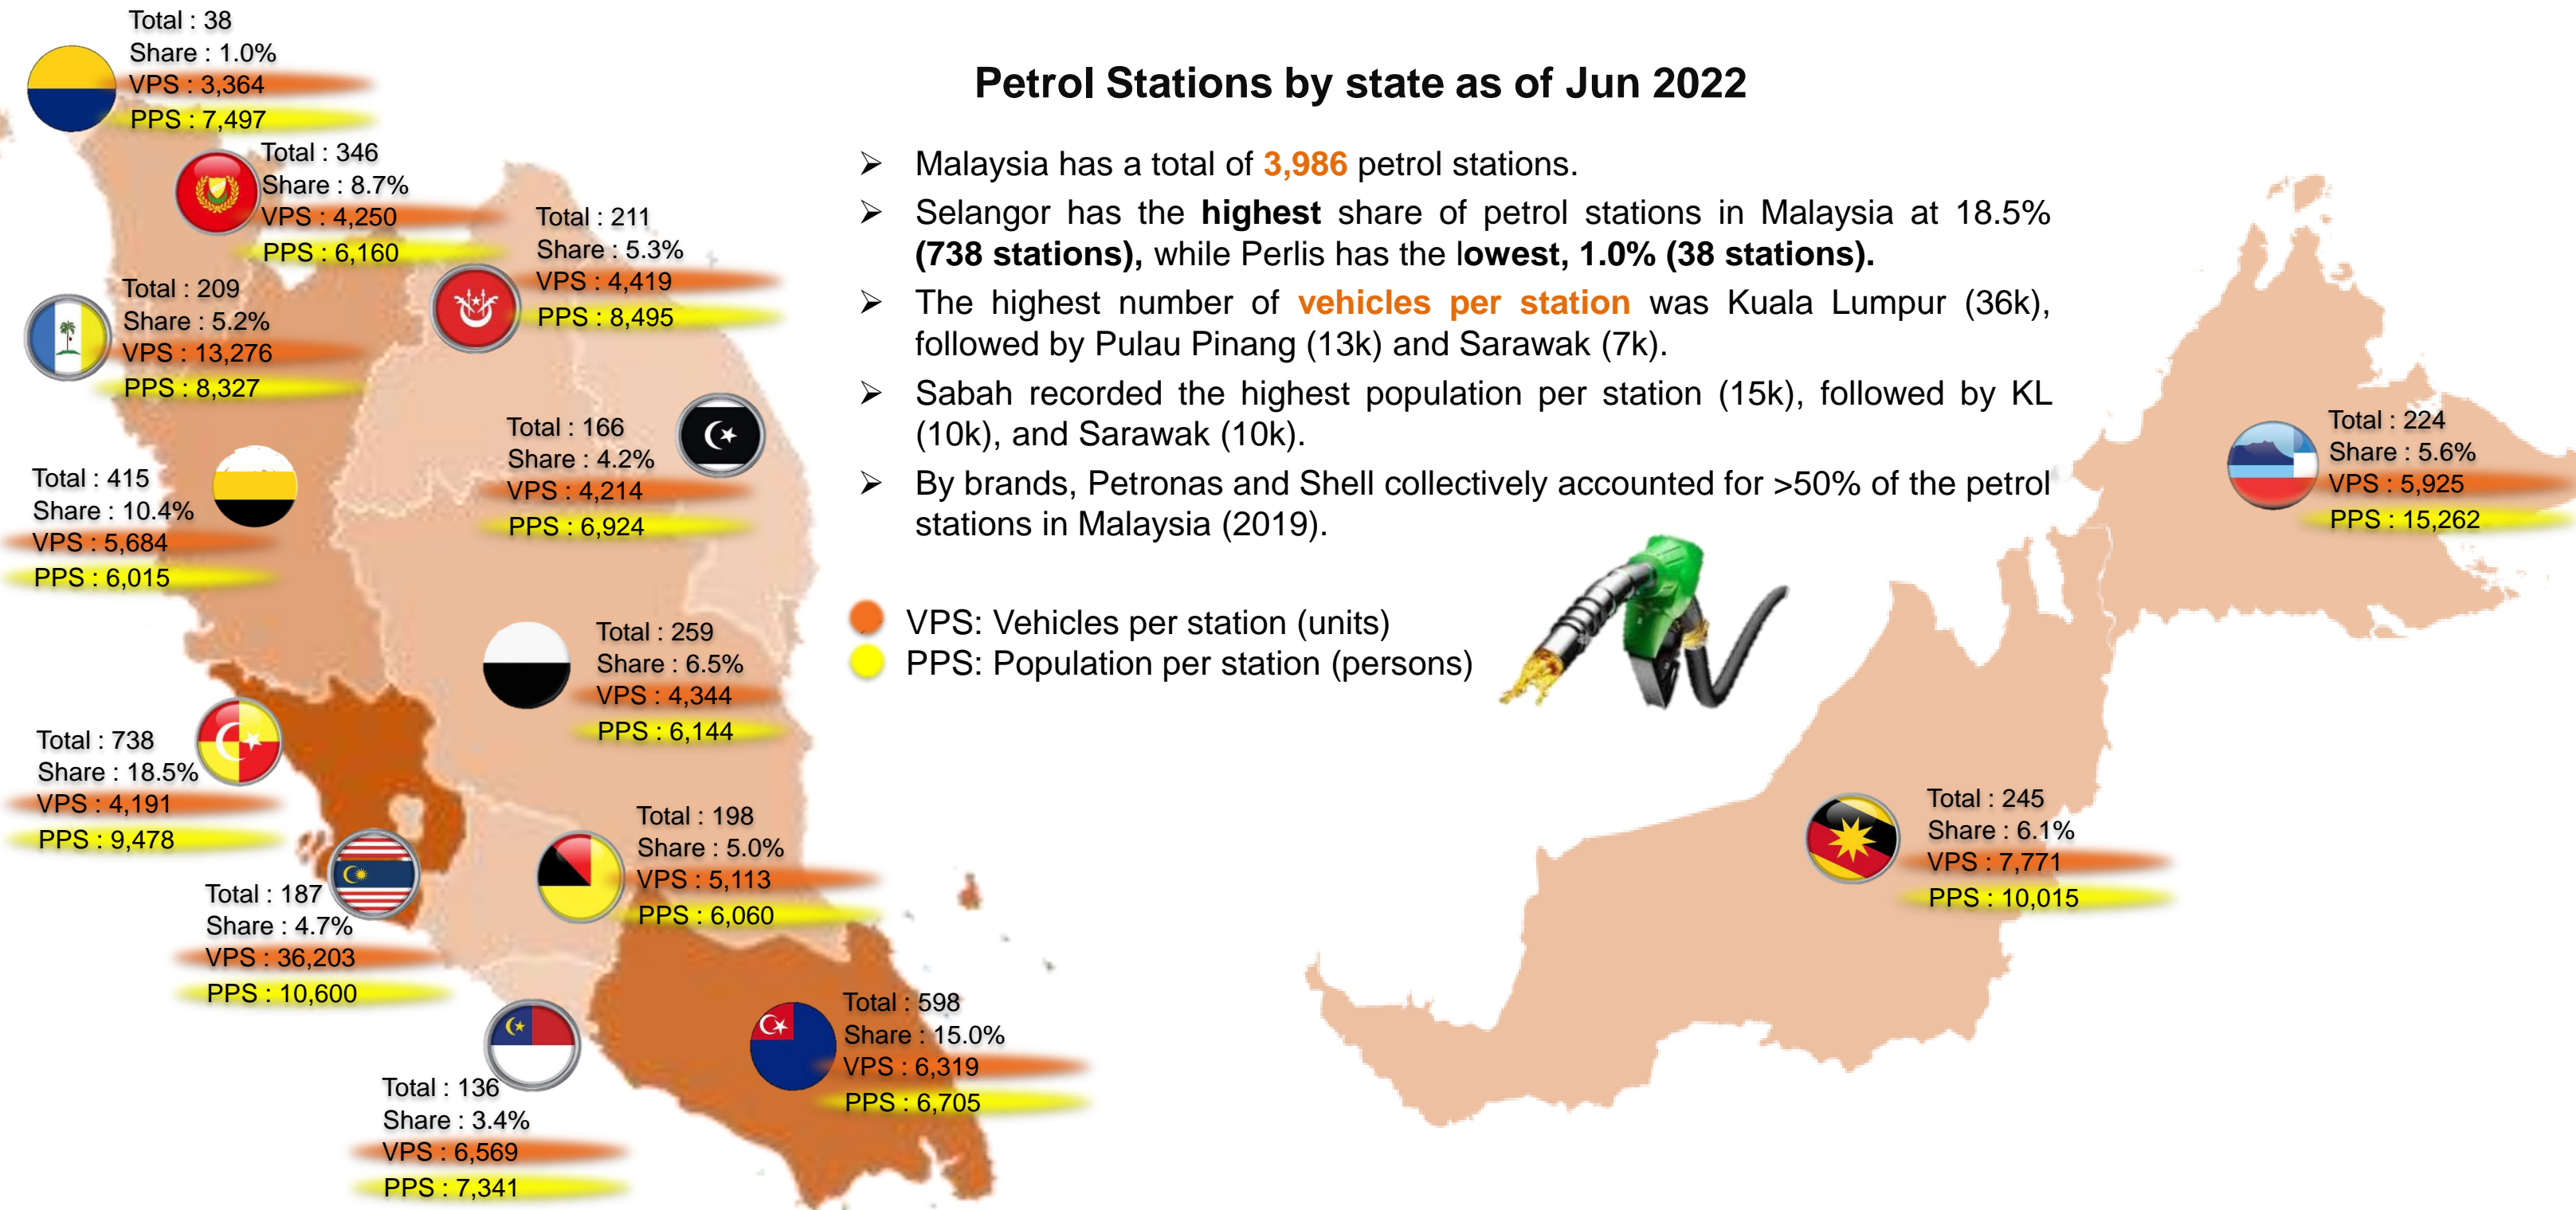 Total : 38
Share : 1.0%
VPS : 3,364
PPS : 7,497
Petrol Stations by state as of Jun 2022
Total : 346
Share : 8.7%
VPS : 4,250
PPS : 6,160
Total : 211
Share : 5.3%
VPS : 4,419
PPS : 8,495
Total : 209
Share : 5.2%
VPS : 13,276
PPS : 8,327
Total : 166
Share : 4.2%
VPS : 4,214
PPS : 6,924
Total : 415
Share : 10.4%
VPS : 5,684
PPS : 6,015
Total : 259
Share : 6.5%
VPS : 4,344
PPS : 6,144
Total : 738
Share : 18.5%
VPS : 4,191
PPS : 9,478
Total : 198
Share : 5.0%
VPS : 5,113
PPS : 6,060
Total : 187
Share : 4.7%
VPS : 36,203
PPS : 10,600
Total : 598
Share : 15.0%
VPS : 6,319
PPS : 6,705
Total : 136
Share : 3.4%
VPS : 6,569
PPS : 7,341
➢ Malaysia has a total of 3,986 petrol stations.
➢ Selangor has the highest share of petrol stations in Malaysia at 18.5%
(738 stations), while Perlis has the lowest, 1.0% (38 stations).
➢ The highest number of vehicles per station was Kuala Lumpur (36k),
followed by Pulau Pinang (13k) and Sarawak (7k).
➢ Sabah recorded the highest population per station (15k), followed by KL
(10k), and Sarawak (10k).
➢ By brands, Petronas and Shell collectively accounted for >50% of the petrol
stations in Malaysia (2019).
VPS: Vehicles per station (units)
PPS: Population per station (persons)
Total : 224
Share : 5.6%
VPS : 5,925
PPS : 15,262
Total : 245
Share : 6.1%
VPS : 7,771
PPS : 10,015